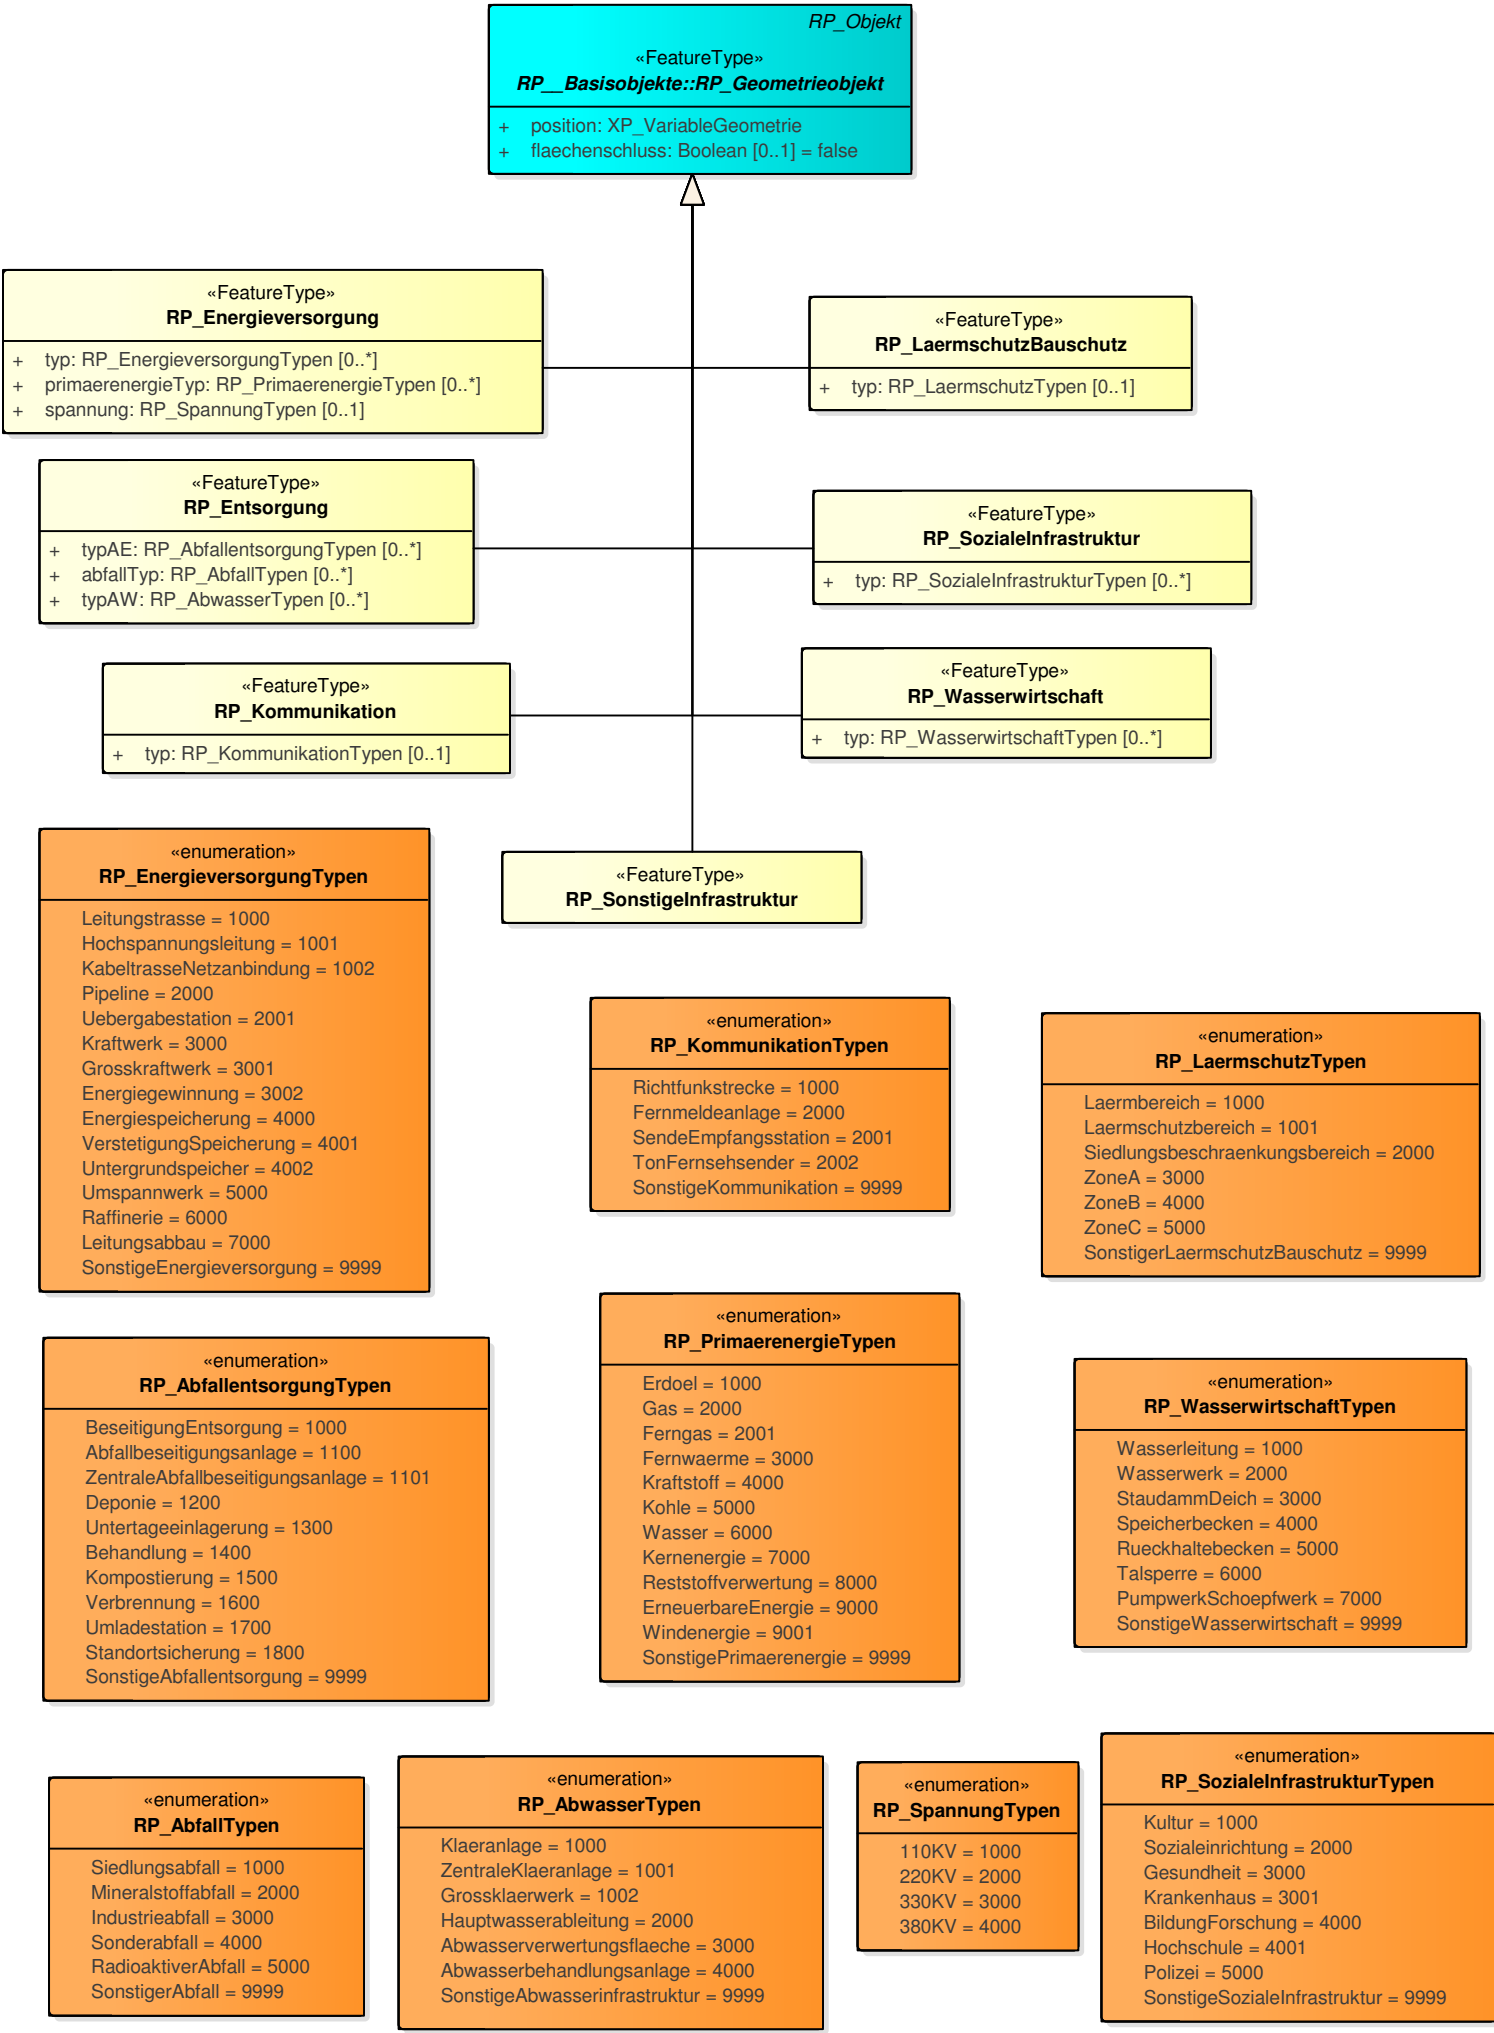 RP_Objekt
«FeatureType»
RP__Basisobjekte::RP_Geometrieobjekt
+ position: XP_VariableGeometrie
+ flaechenschluss: Boolean [0..1] = false
«FeatureType»
RP_Energieversorgung
+ typ: RP_EnergieversorgungTypen [0..*]
+ primaerenergieTyp: RP_PrimaerenergieTypen [0..*]
+ spannung: RP_SpannungTypen [0..1]
«FeatureType»
RP_LaermschutzBauschutz
+ typ: RP_LaermschutzTypen [0..1]
«FeatureType»
RP_Entsorgung
+ typAE: RP_AbfallentsorgungTypen [0..*]
+ abfallTyp: RP_AbfallTypen [0..*]
+ typAW: RP_AbwasserTypen [0..*]
«FeatureType»
RP_SozialeInfrastruktur
+ typ: RP_SozialeInfrastrukturTypen [0..*]
«FeatureType»
RP_Kommunikation
+ typ: RP_KommunikationTypen [0..1]
«FeatureType»
RP_Wasserwirtschaft
+ typ: RP_WasserwirtschaftTypen [0..*]
«FeatureType»
RP_SonstigeInfrastruktur
«enumeration»
RP_EnergieversorgungTypen
Leitungstrasse = 1000
Hochspannungsleitung = 1001
KabeltrasseNetzanbindung = 1002
Pipeline = 2000
Uebergabestation = 2001
Kraftwerk = 3000
Grosskraftwerk = 3001
Energiegewinnung = 3002
Energiespeicherung = 4000
VerstetigungSpeicherung = 4001
Untergrundspeicher = 4002
Umspannwerk = 5000
Raffinerie = 6000
Leitungsabbau = 7000
SonstigeEnergieversorgung = 9999
«enumeration»
RP_KommunikationTypen
Richtfunkstrecke = 1000
Fernmeldeanlage = 2000
SendeEmpfangsstation = 2001
TonFernsehsender = 2002
SonstigeKommunikation = 9999
«enumeration»
RP_LaermschutzTypen
Laermbereich = 1000
Laermschutzbereich = 1001
Siedlungsbeschraenkungsbereich = 2000
ZoneA = 3000
ZoneB = 4000
ZoneC = 5000
SonstigerLaermschutzBauschutz = 9999
«enumeration»
RP_AbfallentsorgungTypen
BeseitigungEntsorgung = 1000
Abfallbeseitigungsanlage = 1100
ZentraleAbfallbeseitigungsanlage = 1101
Deponie = 1200
Untertageeinlagerung = 1300
Behandlung = 1400
Kompostierung = 1500
Verbrennung = 1600
Umladestation = 1700
Standortsicherung = 1800
SonstigeAbfallentsorgung = 9999
«enumeration»
RP_PrimaerenergieTypen
Erdoel = 1000
Gas = 2000
Ferngas = 2001
Fernwaerme = 3000
Kraftstoff = 4000
Kohle = 5000
Wasser = 6000
Kernenergie = 7000
Reststoffverwertung = 8000
ErneuerbareEnergie = 9000
Windenergie = 9001
SonstigePrimaerenergie = 9999
«enumeration»
RP_WasserwirtschaftTypen
Wasserleitung = 1000
Wasserwerk = 2000
StaudammDeich = 3000
Speicherbecken = 4000
Rueckhaltebecken = 5000
Talsperre = 6000
PumpwerkSchoepfwerk = 7000
SonstigeWasserwirtschaft = 9999
«enumeration»
RP_AbfallTypen
Siedlungsabfall = 1000
Mineralstoffabfall = 2000
Industrieabfall = 3000
Sonderabfall = 4000
RadioaktiverAbfall = 5000
SonstigerAbfall = 9999
«enumeration»
RP_AbwasserTypen
Klaeranlage = 1000
ZentraleKlaeranlage = 1001
Grossklaerwerk = 1002
Hauptwasserableitung = 2000
Abwasserverwertungsflaeche = 3000
Abwasserbehandlungsanlage = 4000
SonstigeAbwasserinfrastruktur = 9999
«enumeration»
RP_SpannungTypen
110KV = 1000
220KV = 2000
330KV = 3000
380KV = 4000
«enumeration»
RP_SozialeInfrastrukturTypen
Kultur = 1000
Sozialeinrichtung = 2000
Gesundheit = 3000
Krankenhaus = 3001
BildungForschung = 4000
Hochschule = 4001
Polizei = 5000
SonstigeSozialeInfrastruktur = 9999